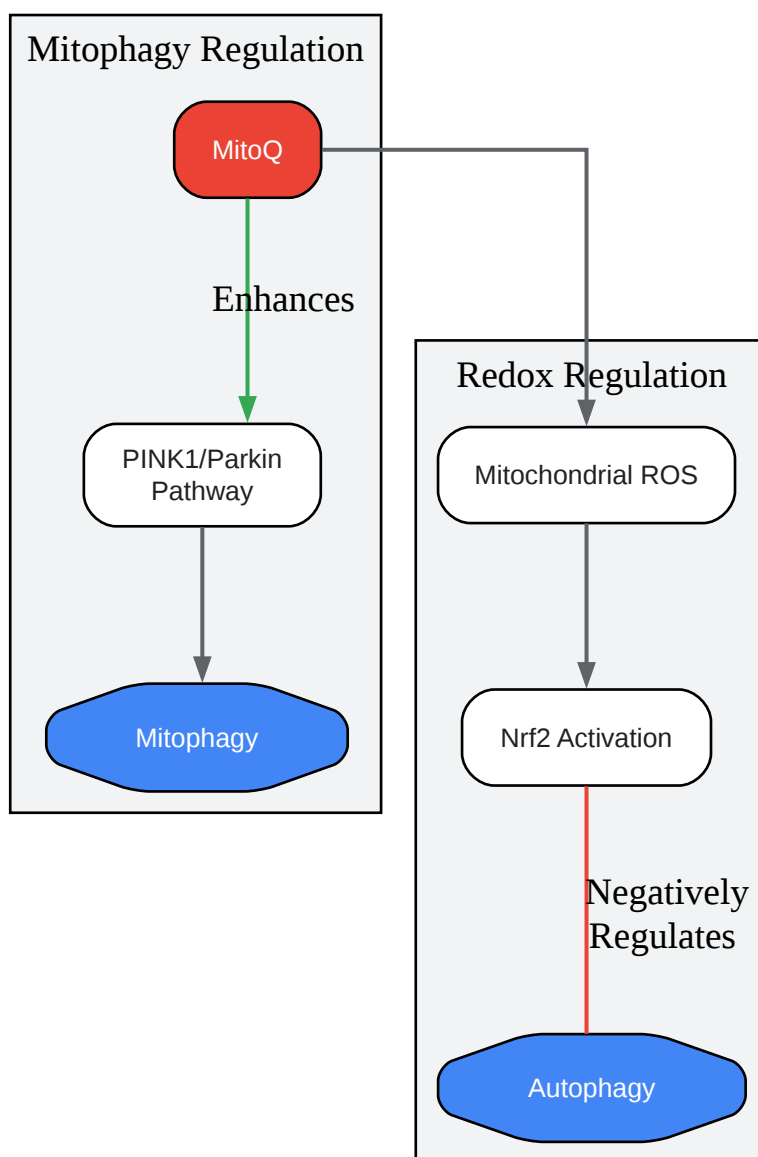 Mitophagy Regulation
MitoQ
Enhances
PINK1/Parkin
Pathway
Mitophagy
Redox Regulation
Mitochondrial ROS
Nrf2 Activation
Negatively
Regulates
Autophagy